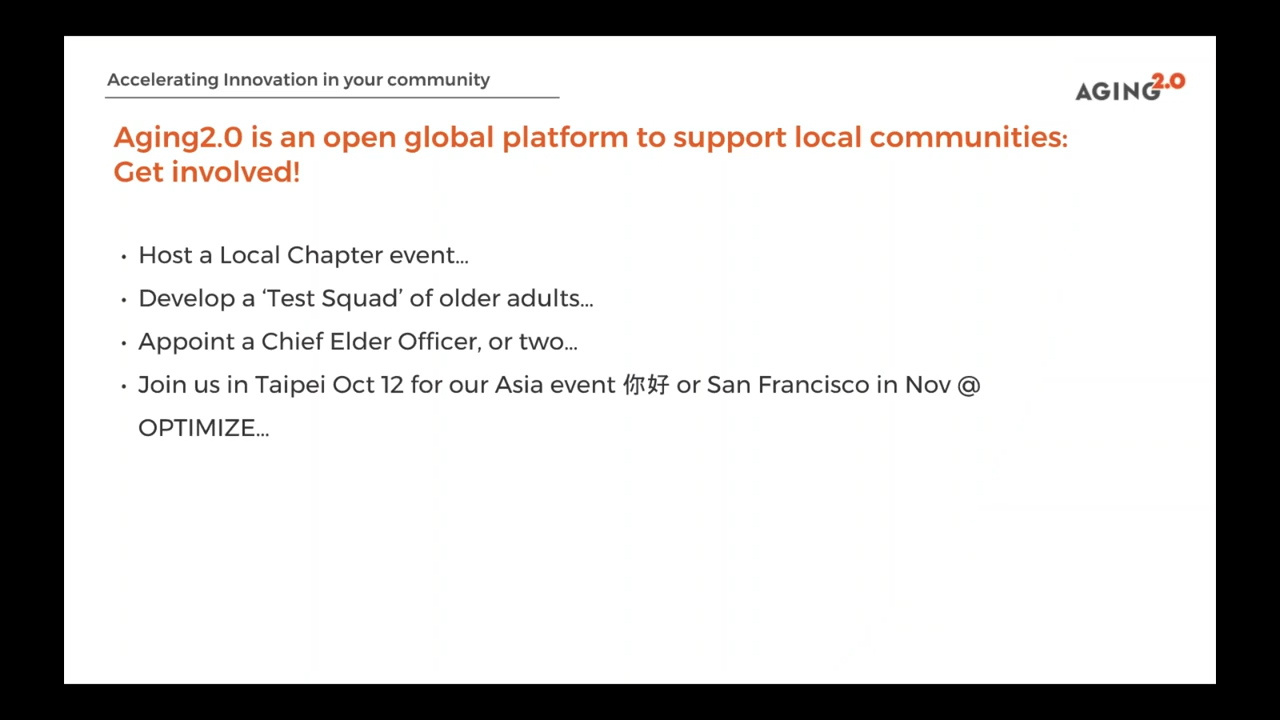 Accelerating Innovation in your community
AGING2.0
Aging2.0 is an open global platform to support local communities:
Get involved!
• Host a Local Chapter event...
• Develop a ‘Test Squad’ of older adults...
• Appoint a Chief Elder Officer, or two...
• Join us in Taipei Oct 12 for our Asia event 你好 or San Francisco in Nov @
OPTIMIZE...